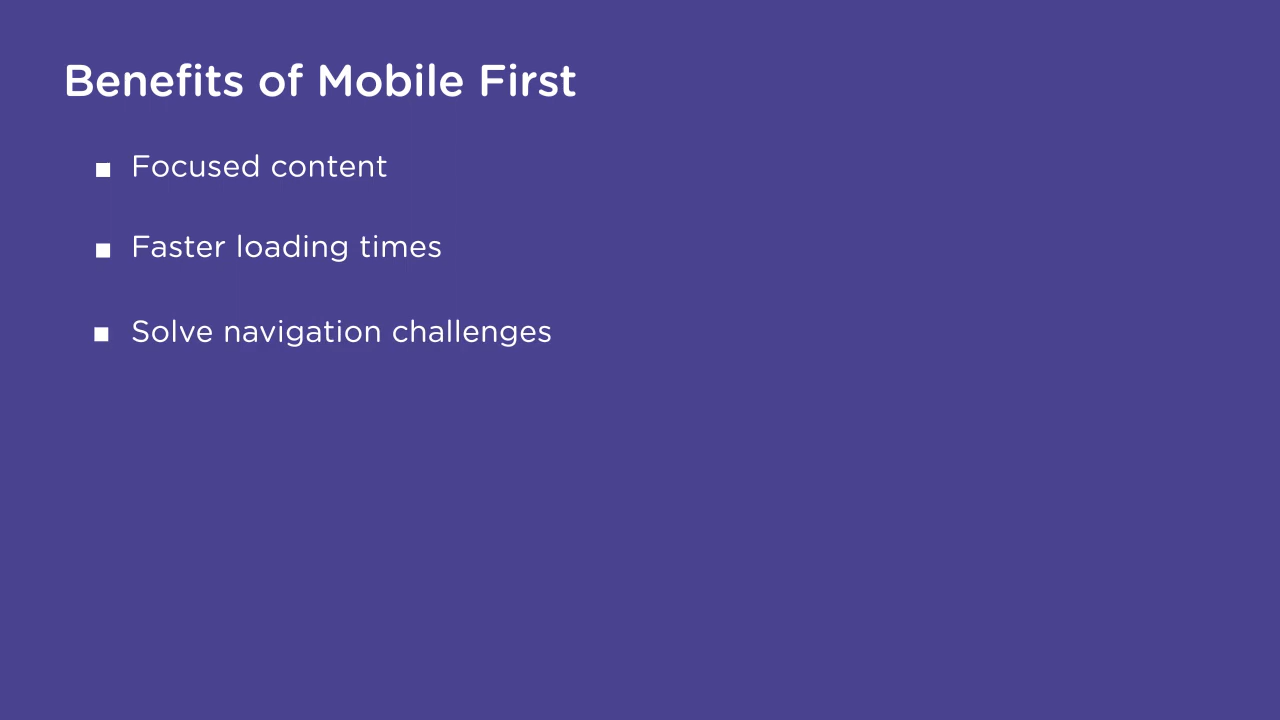 Benefits of Mobile First
■ Focused content
■ Faster loading times
■ Solve navigation challenges